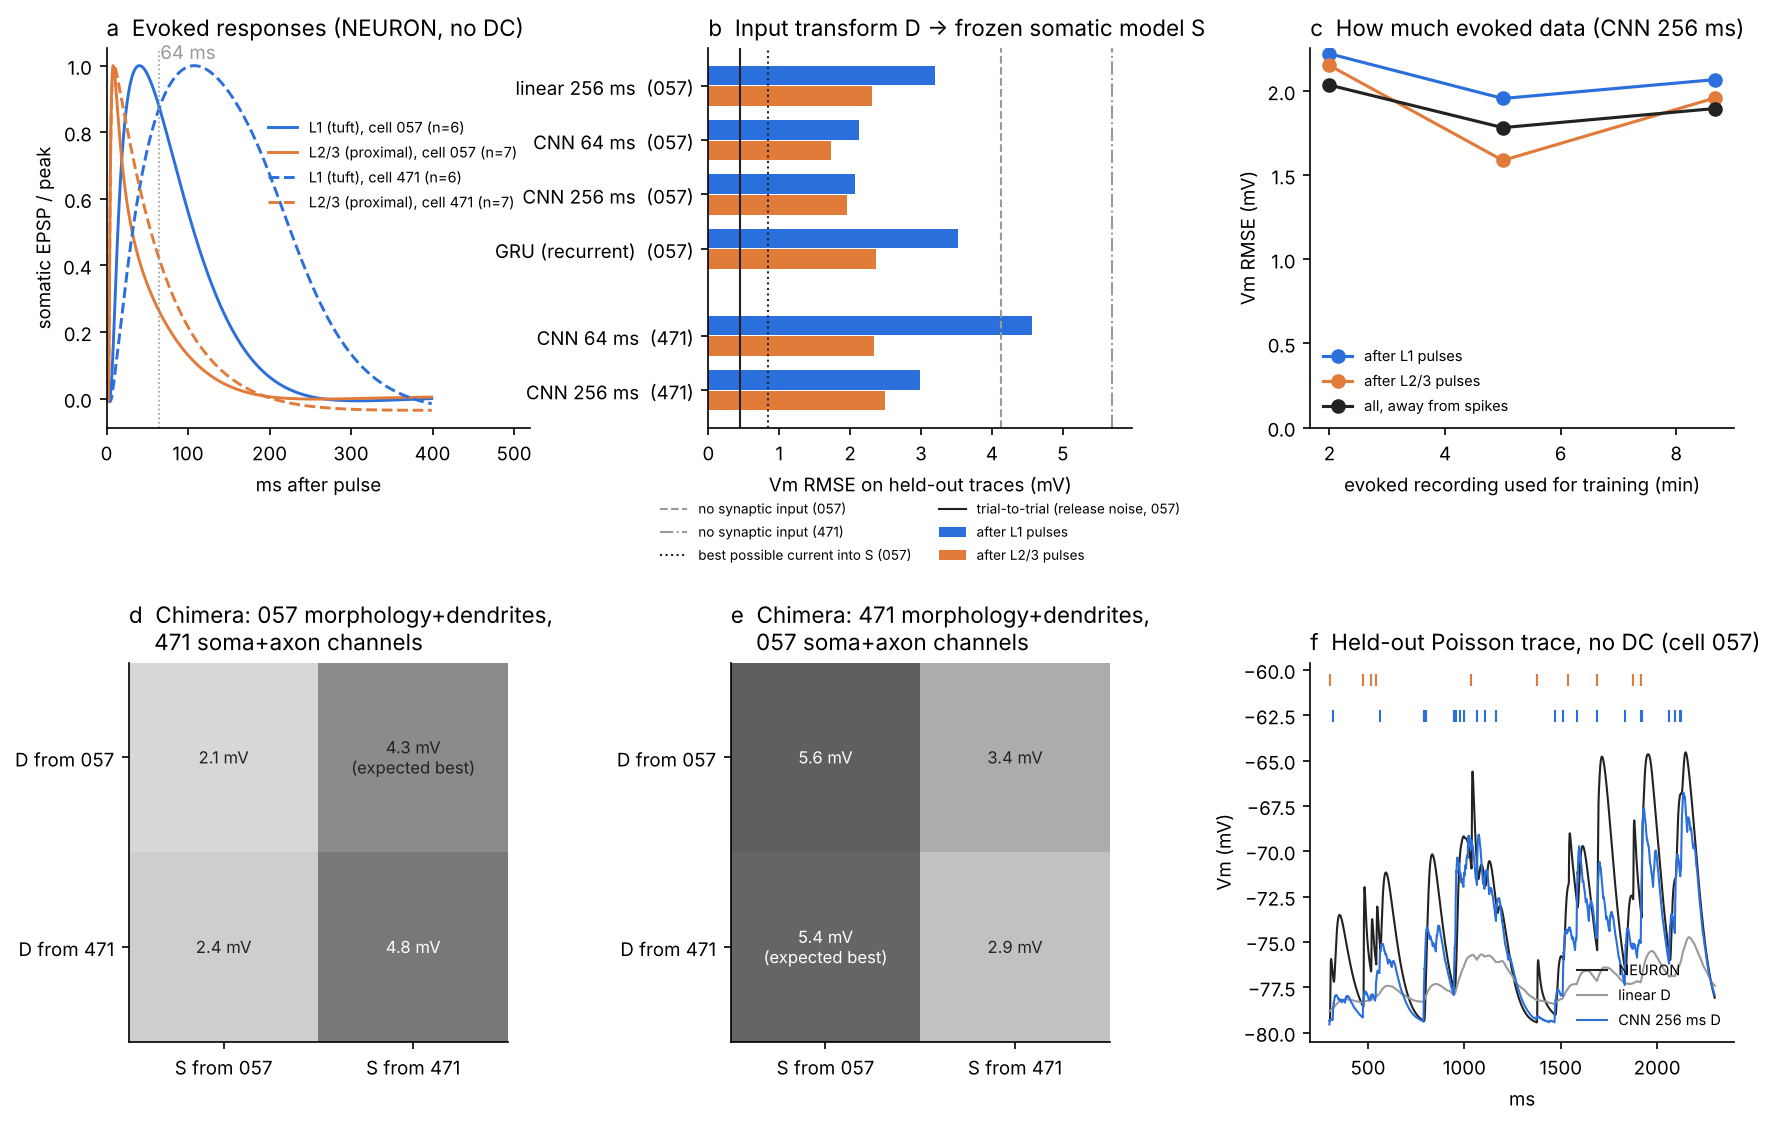 a Evoked responses (NEURON, no DC)
64 ms
1.0
0.8
0.6
0.4
0.2
0.0
somatic EPSP / peak
L1 (tuft), cell 057 (n=6)
L2/3 (proximal), cell 057 (n=7)
L1 (tuft), cell 471 (n=6)
L2/3 (proximal), cell 471 (n=7)
0 100 200 300 400 500
ms after pulse
b Input transform D → frozen somatic model S
linear 256 ms (057)
CNN 64 ms (057)
CNN 256 ms (057)
GRU (recurrent) (057)
CNN 64 ms (471)
CNN 256 ms (471)
0 1 2 3 4 5
Vm RMSE on held-out traces (mV)
no synaptic input (057)
no synaptic input (471)
best possible current into S (057)
trial-to-trial (release noise, 057)
after L1 pulses
after L2/3 pulses
c How much evoked data (CNN 256 ms)
2.0
1.5
1.0
0.5
0.0
Vm RMSE (mV)
after L1 pulses
after L2/3 pulses
all, away from spikes
2 4 6 8
evoked recording used for training (min)
d Chimera: 057 morphology+dendrites,
471 soma+axon channels
D from 057
D from 471
2.1 mV
4.3 mV
(expected best)
2.4 mV
4.8 mV
S from 057 S from 471
e Chimera: 471 morphology+dendrites,
057 soma+axon channels
D from 057
D from 471
5.6 mV
3.4 mV
5.4 mV
(expected best)
2.9 mV
S from 057 S from 471
f Held-out Poisson trace, no DC (cell 057)
−60.0
−62.5
−65.0
−67.5
−70.0
−72.5
−75.0
−77.5
−80.0
Vm (mV)
NEURON
linear D
CNN 256 ms D
500 1000 1500 2000
ms